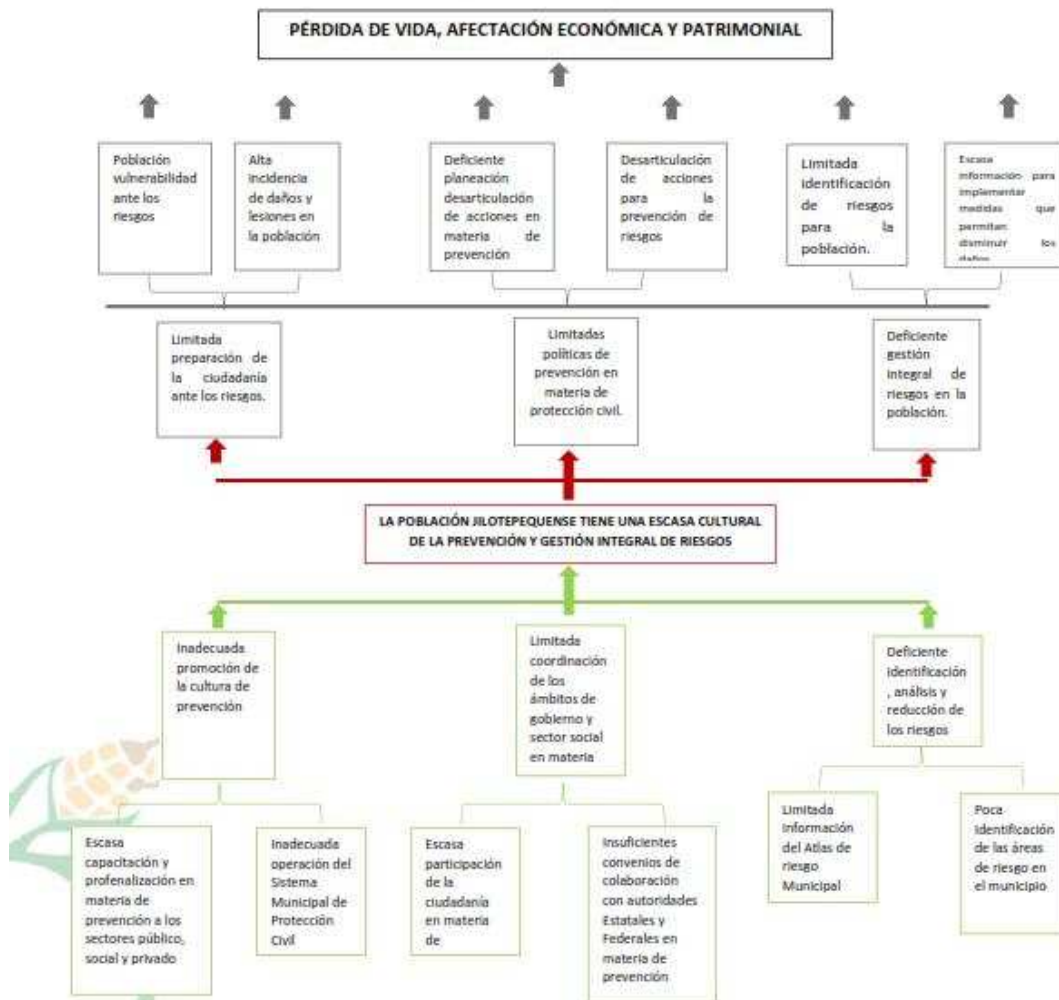 PÉRDIDA DE VIDA, AFECTACIÓN ECONÓMICA Y PATRIMONIAL
Población
vulnerabilidad
ante los
riesgos
Alta
incidencia
de daños y
lesiones en
la población
Deficiente
planeación
desarticulación
de acciones en
materia de
prevención
Desarticulación
de acciones
para la
prevención de
riesgos
Limitada
identificación
de riesgos
para la
población.
Escasa
información para
implementar
medidas que
permitan
disminuir los
daños
Limitada
preparación de
la ciudadanía
ante los riesgos.
Limitadas
políticas de
prevención en
materia de
protección civil.
Deficiente
gestión
integral de
riesgos en la
población.
LA POBLACIÓN JILOTEPEQUENSE TIENE UNA ESCASA CULTURAL
DE LA PREVENCIÓN Y GESTIÓN INTEGRAL DE RIESGOS
Inadecuada
promoción de
la cultura de
prevención
Limitada
coordinación
de los
ámbitos de
gobierno y
sector social
en materia
Deficiente
identificación
, análisis y
reducción de
los riesgos
Escasa
capacitación y
profenalización en
materia de
prevención a los
sectores público,
social y privado
Inadecuada
operación del
Sistema
Municipal de
Protección
Civil
Escasa
participación
de la
ciudadanía
en materia
de
Insuficientes
convenios de
colaboración
con autoridades
Estatales y
Federales en
materia de
prevención
Limitada
Información
del Atlas de
riesgo
Municipal
Poca
identificación
de las áreas
de riesgo en
el municipio